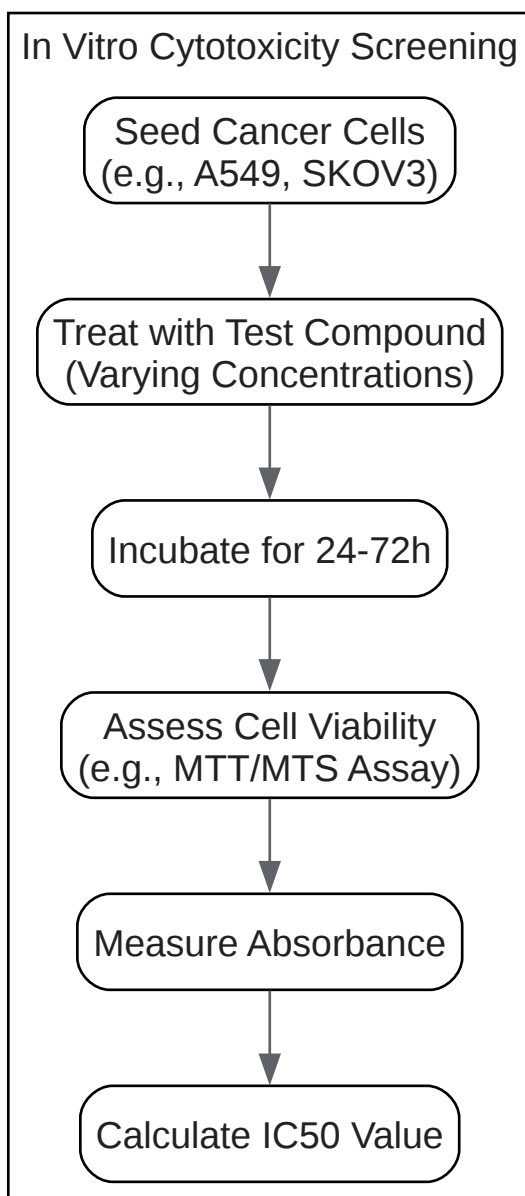 In Vitro Cytotoxicity Screening
Seed Cancer Cells
(e.g., A549, SKOV3)
Treat with Test Compound
(Varying Concentrations)
Incubate for 24-72h
Assess Cell Viability
(e.g., MTT/MTS Assay)
Measure Absorbance
Calculate IC50 Value